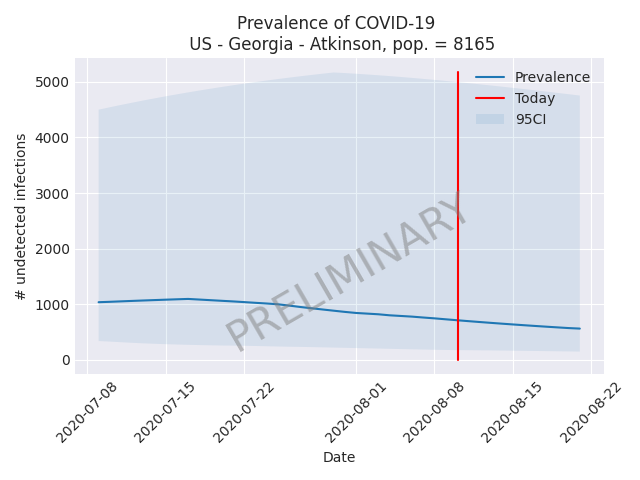 Prevalence of COVID-19
US - Georgia - Atkinson, pop. = 8165
Prevalence
Today
95CI
# undetected infections
5000
4000
3000
2000
1000
0
PRELIMINARY
2020-07-08
2020-07-15
2020-07-22
2020-08-01
2020-08-08
2020-08-15
2020-08-22
Date